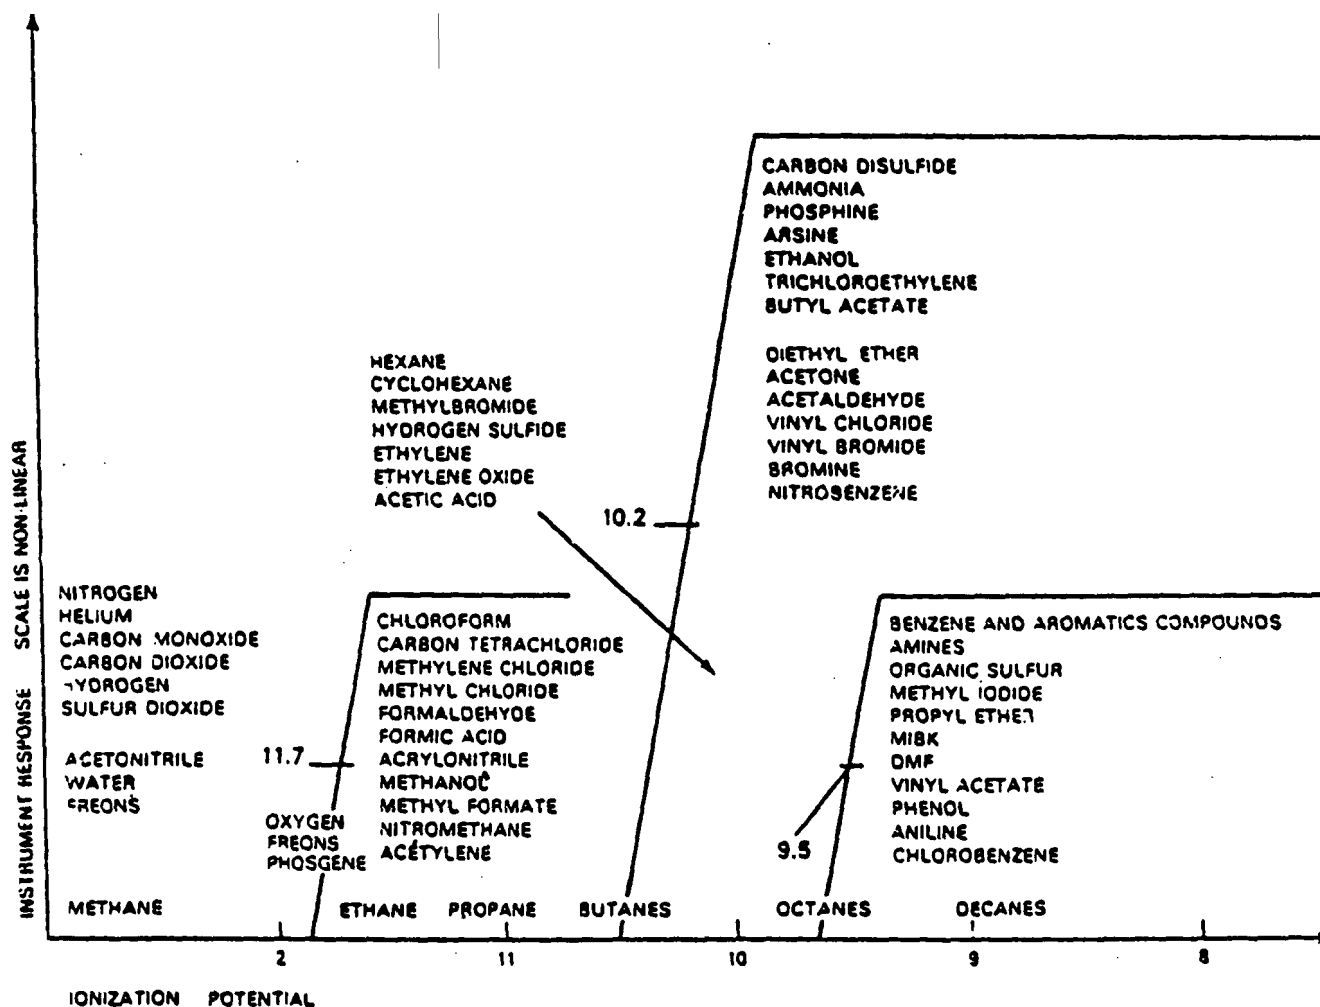 CARBON DISULFIDE
AMMONIA
PHOSPHINE
ARSINE
ETHANOL
TRICHLOROETHYLENE
BUTYL ACETATE
DIETHYL ETHER
ACETONE
ACETALDEHYDE
VINYL CHLORIDE
VINYL BROMIDE
BROMINE
NITROBENZENE
HEXANE
CYCLOHEXANE
METHYLBROMIDE
HYDROGEN SULFIDE
ETHYLENE
ETHYLENE OXIDE
ACETIC ACID
10.2
INSTRUMENT RESPONSE SCALE IS NON-LINEAR
NITROGEN
HELIUM
CARBON MONOXIDE
CARBON DIOXIDE
HYDROGEN
SULFUR DIOXIDE
ACETONITRILE
WATER
FREONS
11.7
OXYGEN
FREONS
PHOSGENE
CHLOROFORM
CARBON TETRACHLORIDE
METHYLENE CHLORIDE
METHYL CHLORIDE
FORMALDEHYDE
FORMIC ACID
ACRYLONITRILE
METHANOL
METHYL FORMATE
NITROMETHANE
ACETYLENE
BENZENE AND AROMATICS COMPOUNDS
AMINES
ORGANIC SULFUR
METHYL IODIDE
PROPYL ETHER
MIBK
DMF
VINYL ACETATE
PHENOL
ANILINE
CHLOROBENZENE
9.5
METHANE ETHANE PROPANE BUTANES OCTANES DECANES
2 11 10 9 8
IONIZATION POTENTIAL